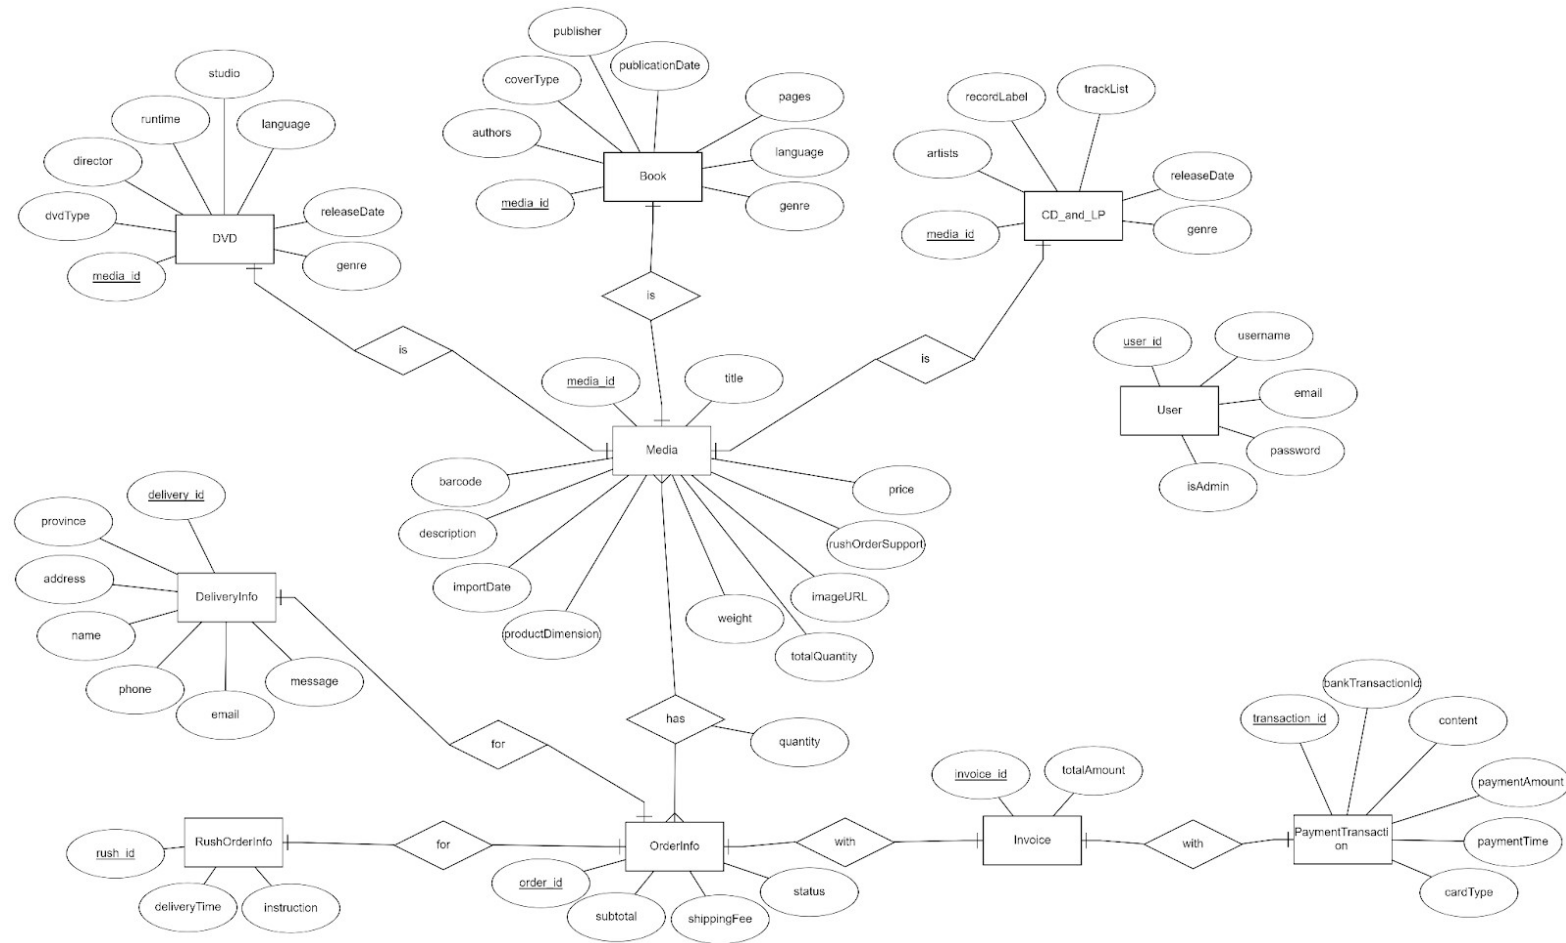 publisher
studio
publicationDate
coverType
trackList
pages
recordLabel
runtime
language
authors
language
artists
director
Book
releaseDate
media_id
genre
releaseDate
dvdType
CD_and_LP
genre
media_id
DVD
genre
media_id
is
username
user_id
is
is
title
media_id
email
User
Media
password
barcode
isAdmin
price
delivery_id
province
description
rushOrderSupport
address
importDate
DeliveryInfo
imageURL
weight
name
productDimension
totalQuantity
message
bankTransactionId
phone
email
has
transaction_id
content
for
quantity
invoice_id
totalAmount
paymentAmount
PaymentTransacti
on
RushOrderInfo
for
OrderInfo
with
Invoice
with
paymentTime
rush_id
order_id
status
cardType
deliveryTime
instruction
subtotal
shippingFee